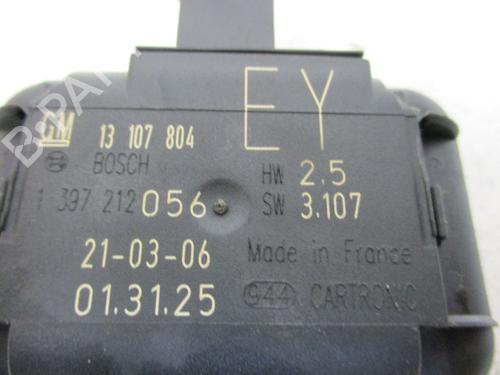 GM 13 107 804 EY
BOSCH HW 2.5
1 397 212 056 SW 3.107
21-03-06 Made in France
01.31.25 944 CARTRONIC